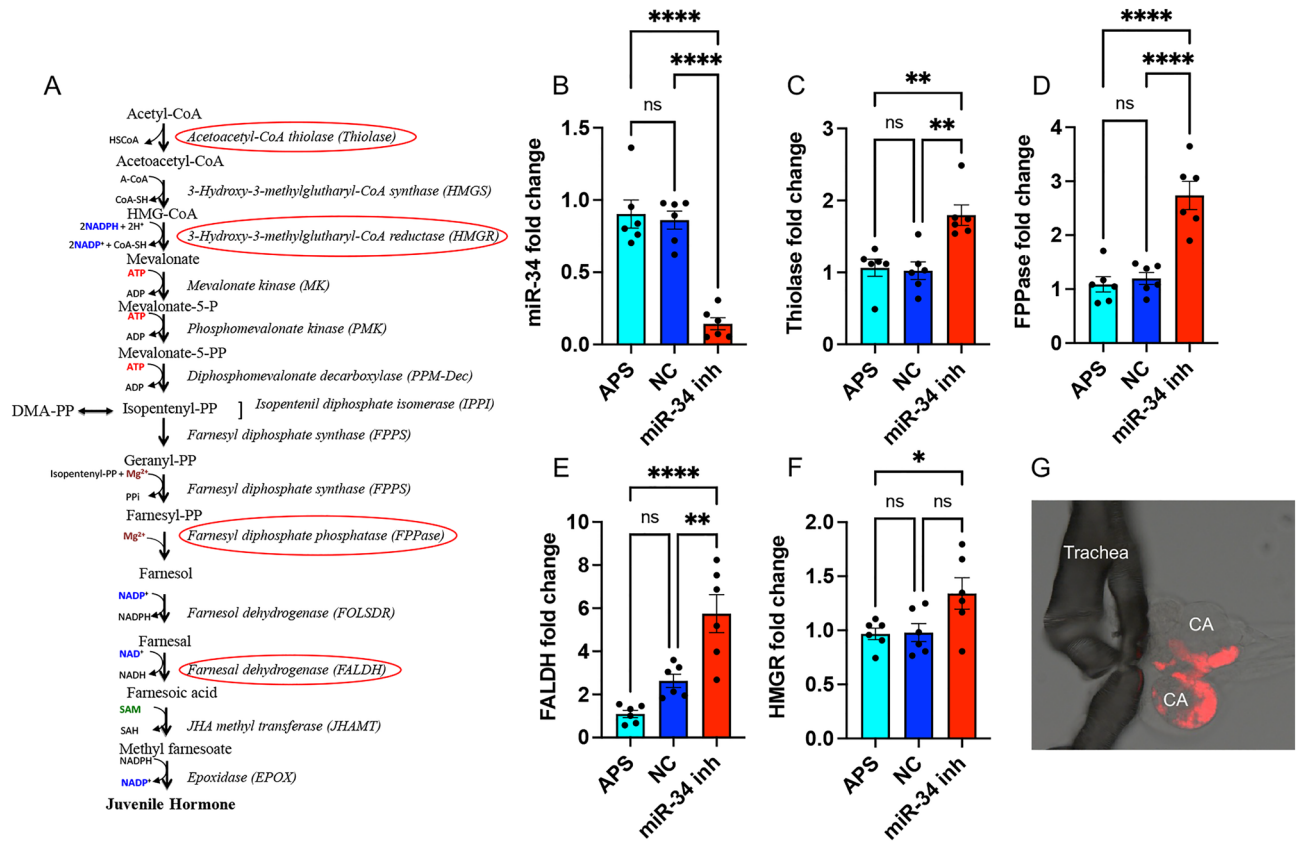 A
Acetyl-CoA
HSCoA
Acetoacetyl-CoA thiolase (Thiolase)
Acetoacetyl-CoA
A-CoA
3-Hydroxy-3-methylglutharyl-CoA synthase (HMGS)
CoA-SH
HMG-CoA
2NADPH + 2H⁺
3-Hydroxy-3-methylglutharyl-CoA reductase (HMGR)
2NADP⁺ + CoA-SH
Mevalonate
ATP
Mevalonate kinase (MK)
ADP
Mevalonate-5-P
ATP
Phosphomevalonate kinase (PMK)
ADP
Mevalonate-5-PP
ATP
Diphosphomevalonate decarboxylase (PPM-Dec)
ADP
DMA-PP
Isopentenyl-PP
]
Isopentenil diphosphate isomerase (IPPI)
Farnesyl diphosphate synthase (FPPS)
Geranyl-PP
Isopentenyl-PP + Mg²⁺
Farnesyl diphosphate synthase (FPPS)
PPi
Farnesyl-PP
Farnesyl diphosphate phosphatase (FPPase)
Mg²⁺
Farnesol
NADP⁺
Farnesol dehydrogenase (FOLSDR)
NADPH
Farnesal
NAD⁺
Farnesal dehydrogenase (FALDH)
NADH
Farnesoic acid
SAM
JHA methyl transferase (JHAMT)
SAH
Methyl farnesoate
NADPH
Epoxidase (EPOX)
NADP⁺
Juvenile Hormone
B
****
****
ns
miR-34 fold change
1.5
1.0
0.5
0.0
APS
NC
miR-34 inh
C
**
ns
**
Thiolase fold change
3
2
1
0
APS
NC
miR-34 inh
D
****
****
ns
FPPase fold change
4
3
2
1
0
APS
NC
miR-34 inh
E
****
ns
**
FALDH fold change
10
8
6
4
2
0
APS
NC
miR-34 inh
F
*
ns
ns
HMGR fold change
2.0
1.5
1.0
0.5
0.0
APS
NC
miR-34 inh
G
Trachea
CA
CA